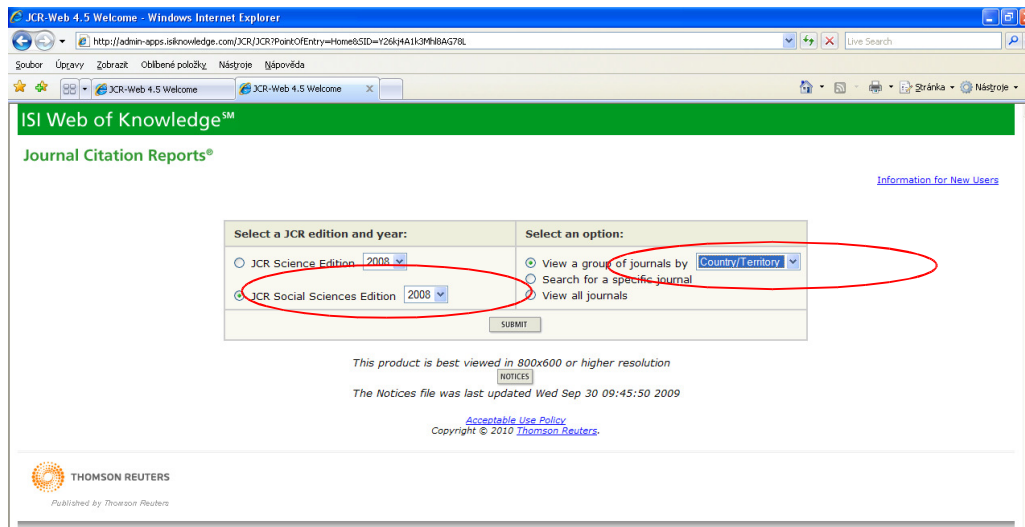 JCR-Web 4.5 Welcome - Windows Internet Explorer
http://admin-apps.isiknowledge.com/JCR/JCR?PointOfEntry=Home&SID=Y26kj4A1k3Mhl8AG78L
Live Search
Soubor Úpravy Zobrazit Oblíbené položky Nástroje Nápověda
JCR-Web 4.5 Welcome JCR-Web 4.5 Welcome X Stránka Nástroje
ISI Web of Knowledge℠
Journal Citation Reports®
Information for New Users
Select a JCR edition and year: Select an option:
JCR Science Edition 2008 View a group of journals by Country/Territory
Search for a specific journal
JCR Social Sciences Edition 2008 View all journals
SUBMIT
This product is best viewed in 800x600 or higher resolution
NOTICES
The Notices file was last updated Wed Sep 30 09:45:50 2009
Acceptable Use Policy
Copyright © 2010 Thomson Reuters.
THOMSON REUTERS
Published by Thomson Reuters